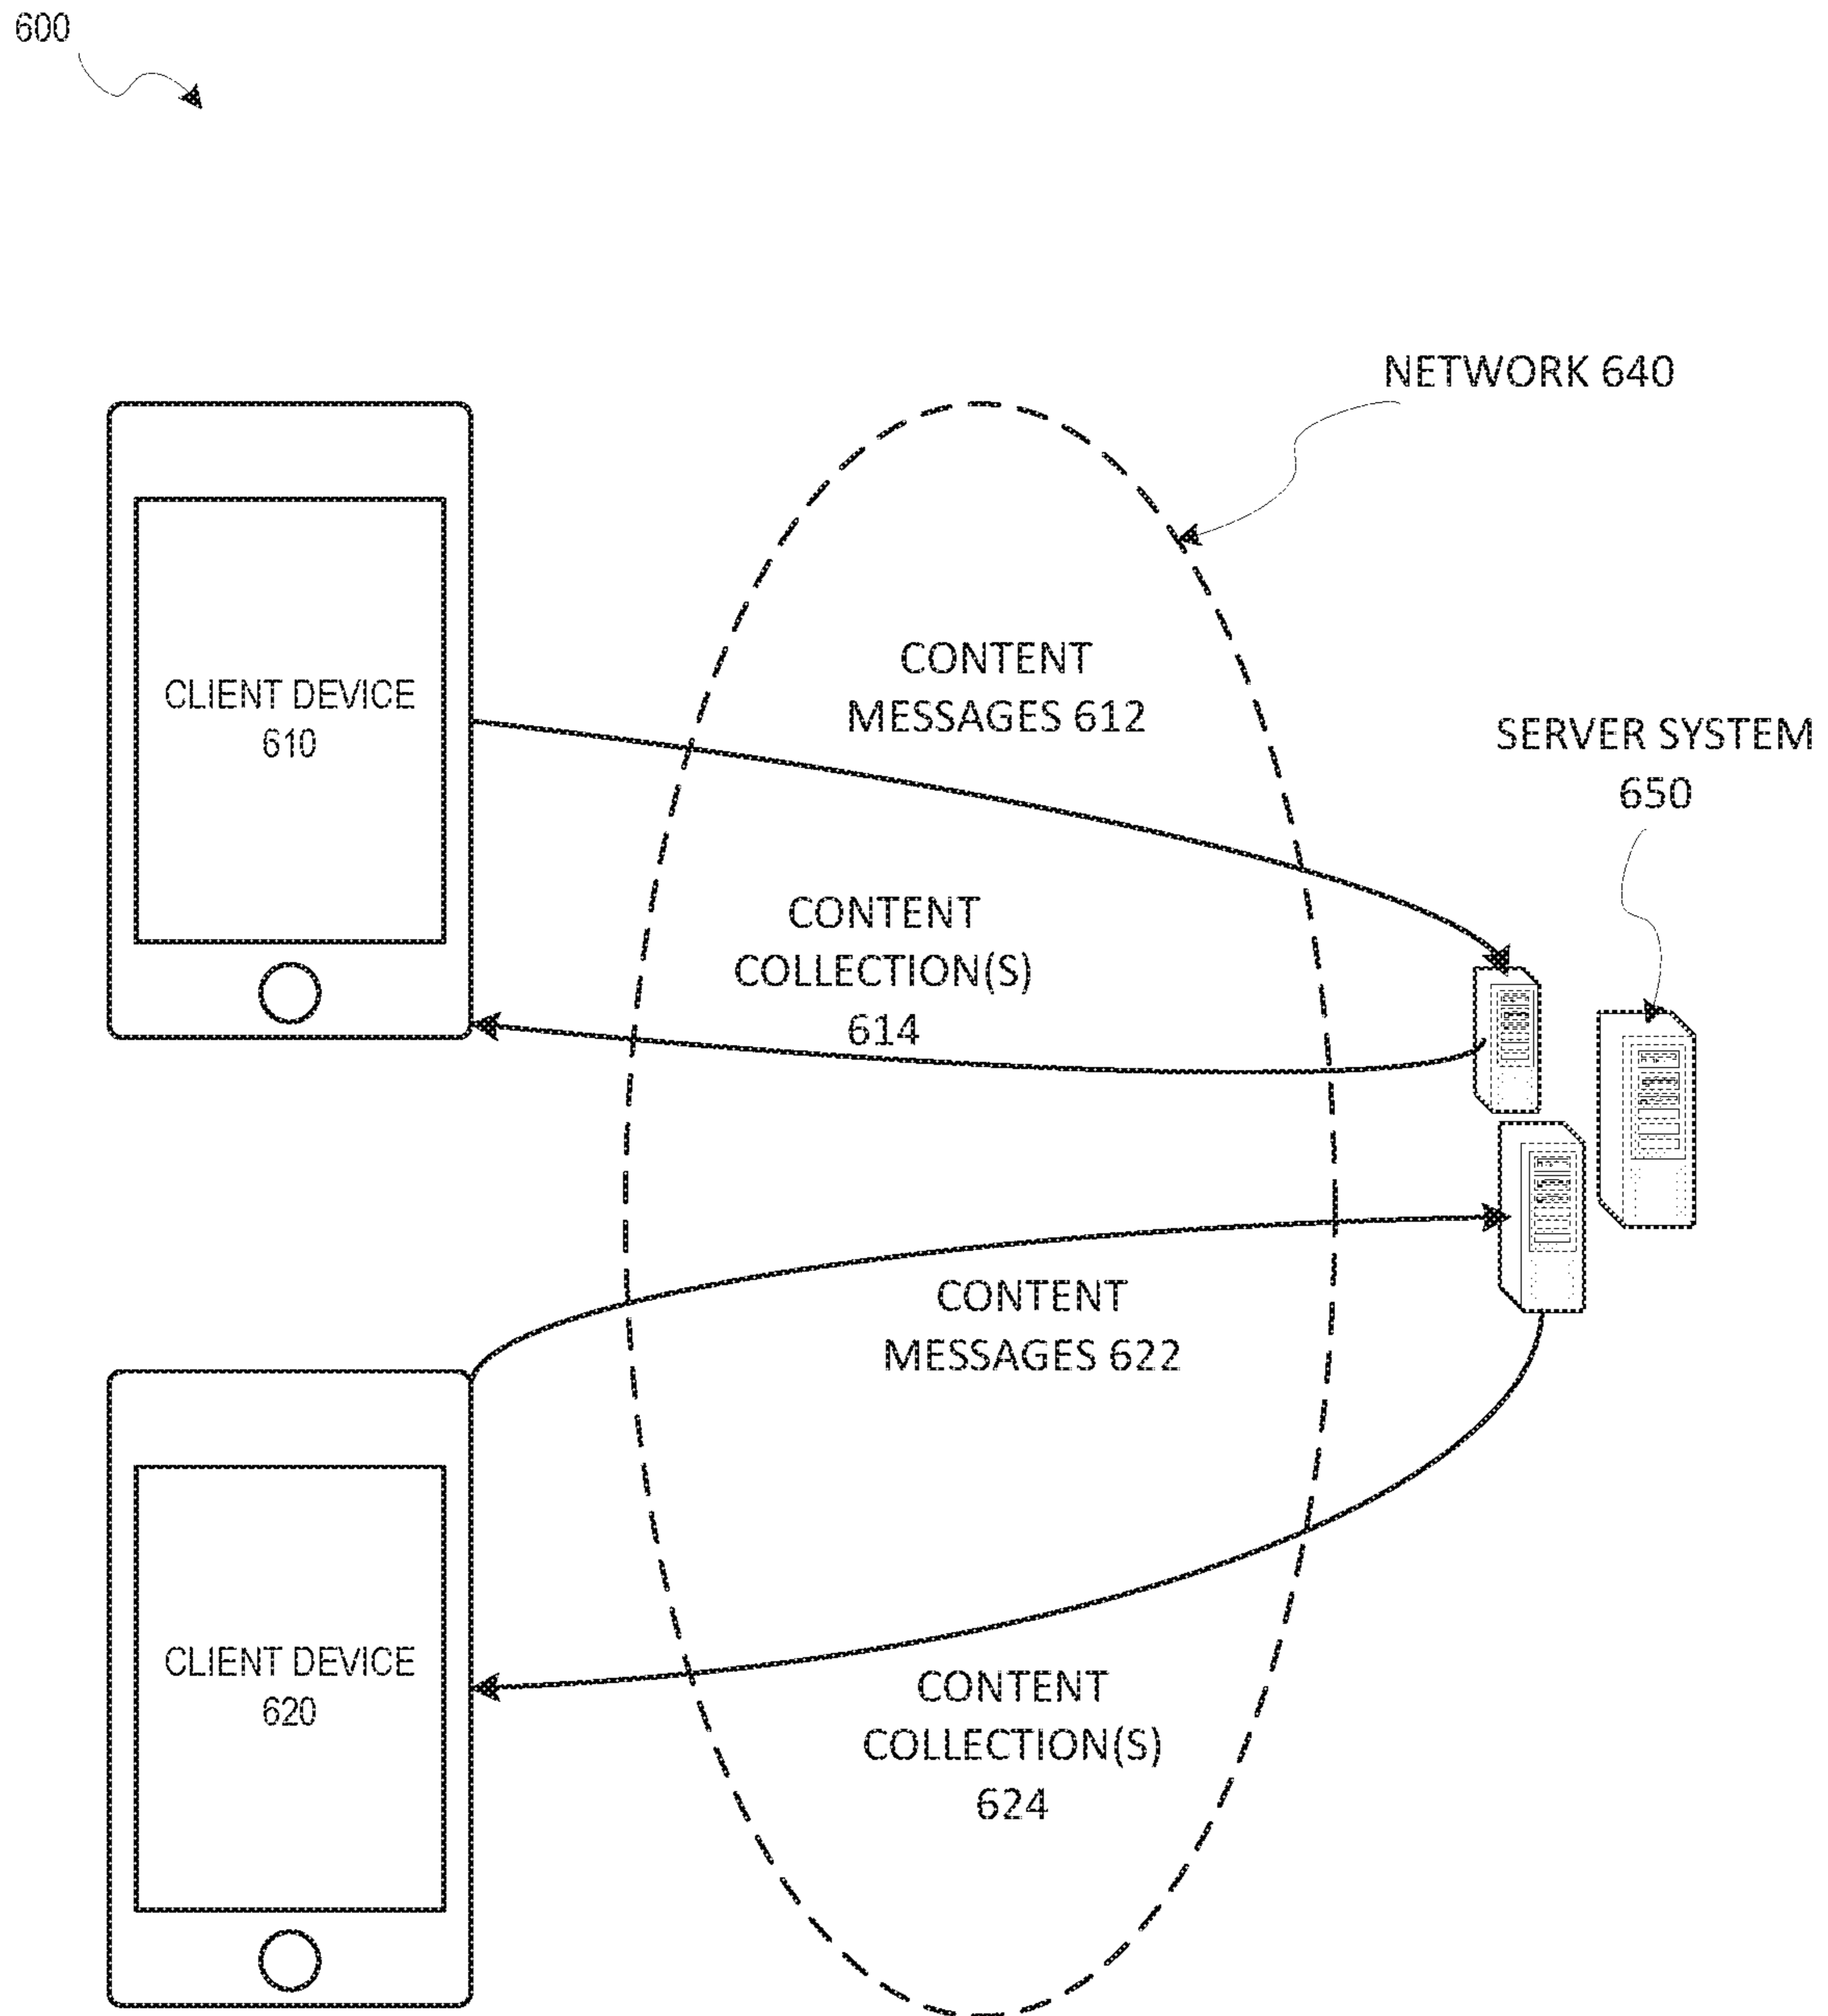 600
NETWORK 640
CLIENT DEVICE
610
CONTENT
MESSAGES 612
SERVER SYSTEM
650
CONTENT
COLLECTION(S)
614
CONTENT
MESSAGES 622
CLIENT DEVICE
620
CONTENT
COLLECTION(S)
624